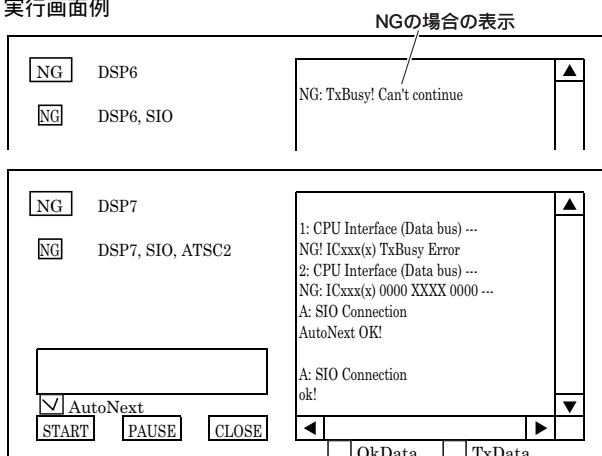 実行画面例
NGの場合の表示
NG DSP6
NG DSP6, SIO
NG: TxBusy! Can't continue
NG DSP7
NG DSP7, SIO, ATSC2
1: CPU Interface (Data bus) ---
NG! ICxxx(x) TxBusy Error
2: CPU Interface (Data bus) ---
NG: ICxxx(x) 0000 XXXX 0000 ---
A: SIO Connection
AutoNext OK!
A: SIO Connection
ok!
AutoNext
START PAUSE CLOSE
OkData TxData